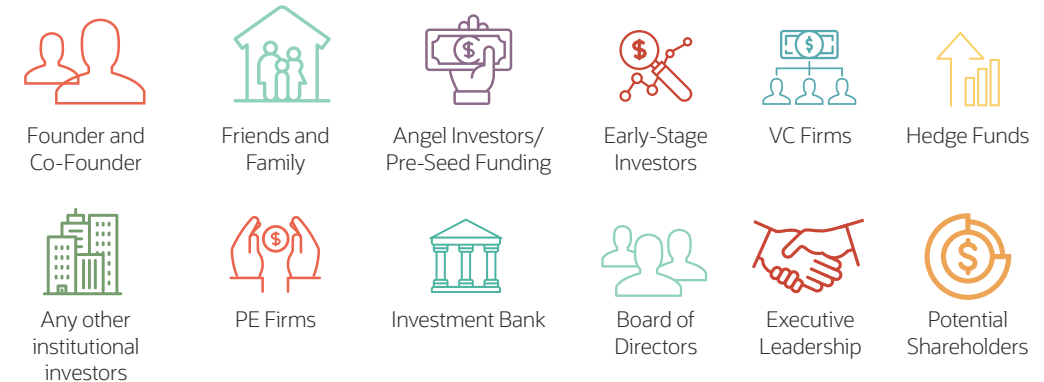 $
$
$
Founder and
Co-Founder
Friends and
Family
Angel Investors/
Pre-Seed Funding
Early-Stage
Investors
VC Firms
Hedge Funds
$
$
Any other
institutional
investors
PE Firms
Investment Bank
Board of
Directors
Executive
Leadership
Potential
Shareholders